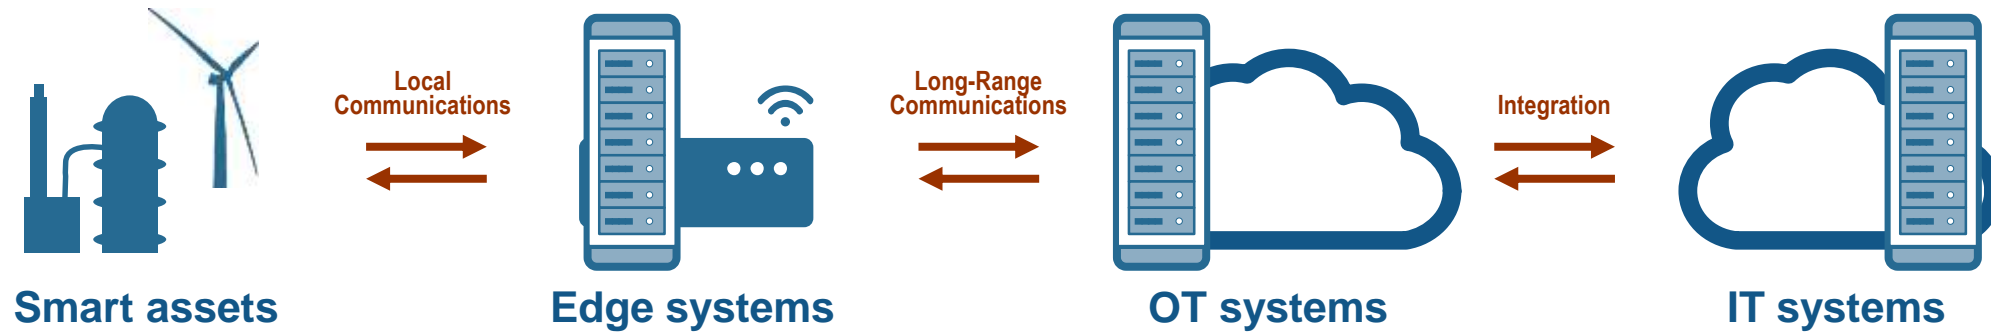 Local
Communications
Long-Range
Communications
Integration
Smart assets
Edge systems
OT systems
IT systems